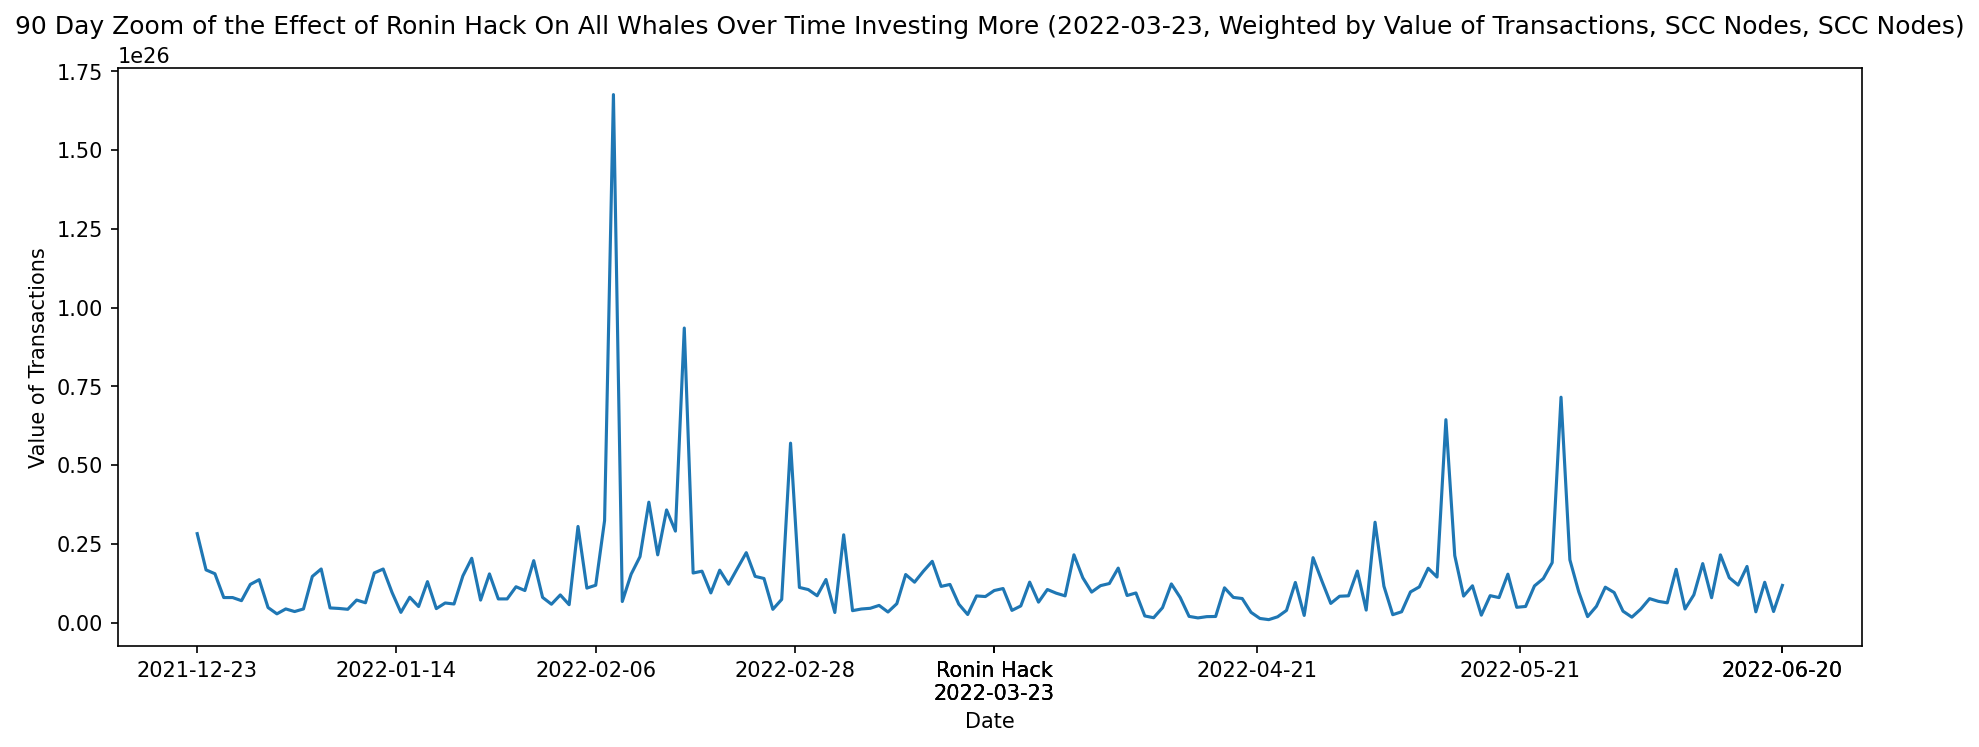 90 Day Zoom of the Effect of Ronin Hack On All Whales Over Time Investing More (2022-03-23, Weighted by Value of Transactions, SCC Nodes, SCC Nodes)
1e26
1.75
1.50
1.25
1.00
0.75
0.50
0.25
0.00
Value of Transactions
2021-12-23 2022-01-14 2022-02-06 2022-02-28 Ronin Hack 2022-04-21 2022-05-21 2022-06-20
2022-03-23
Date